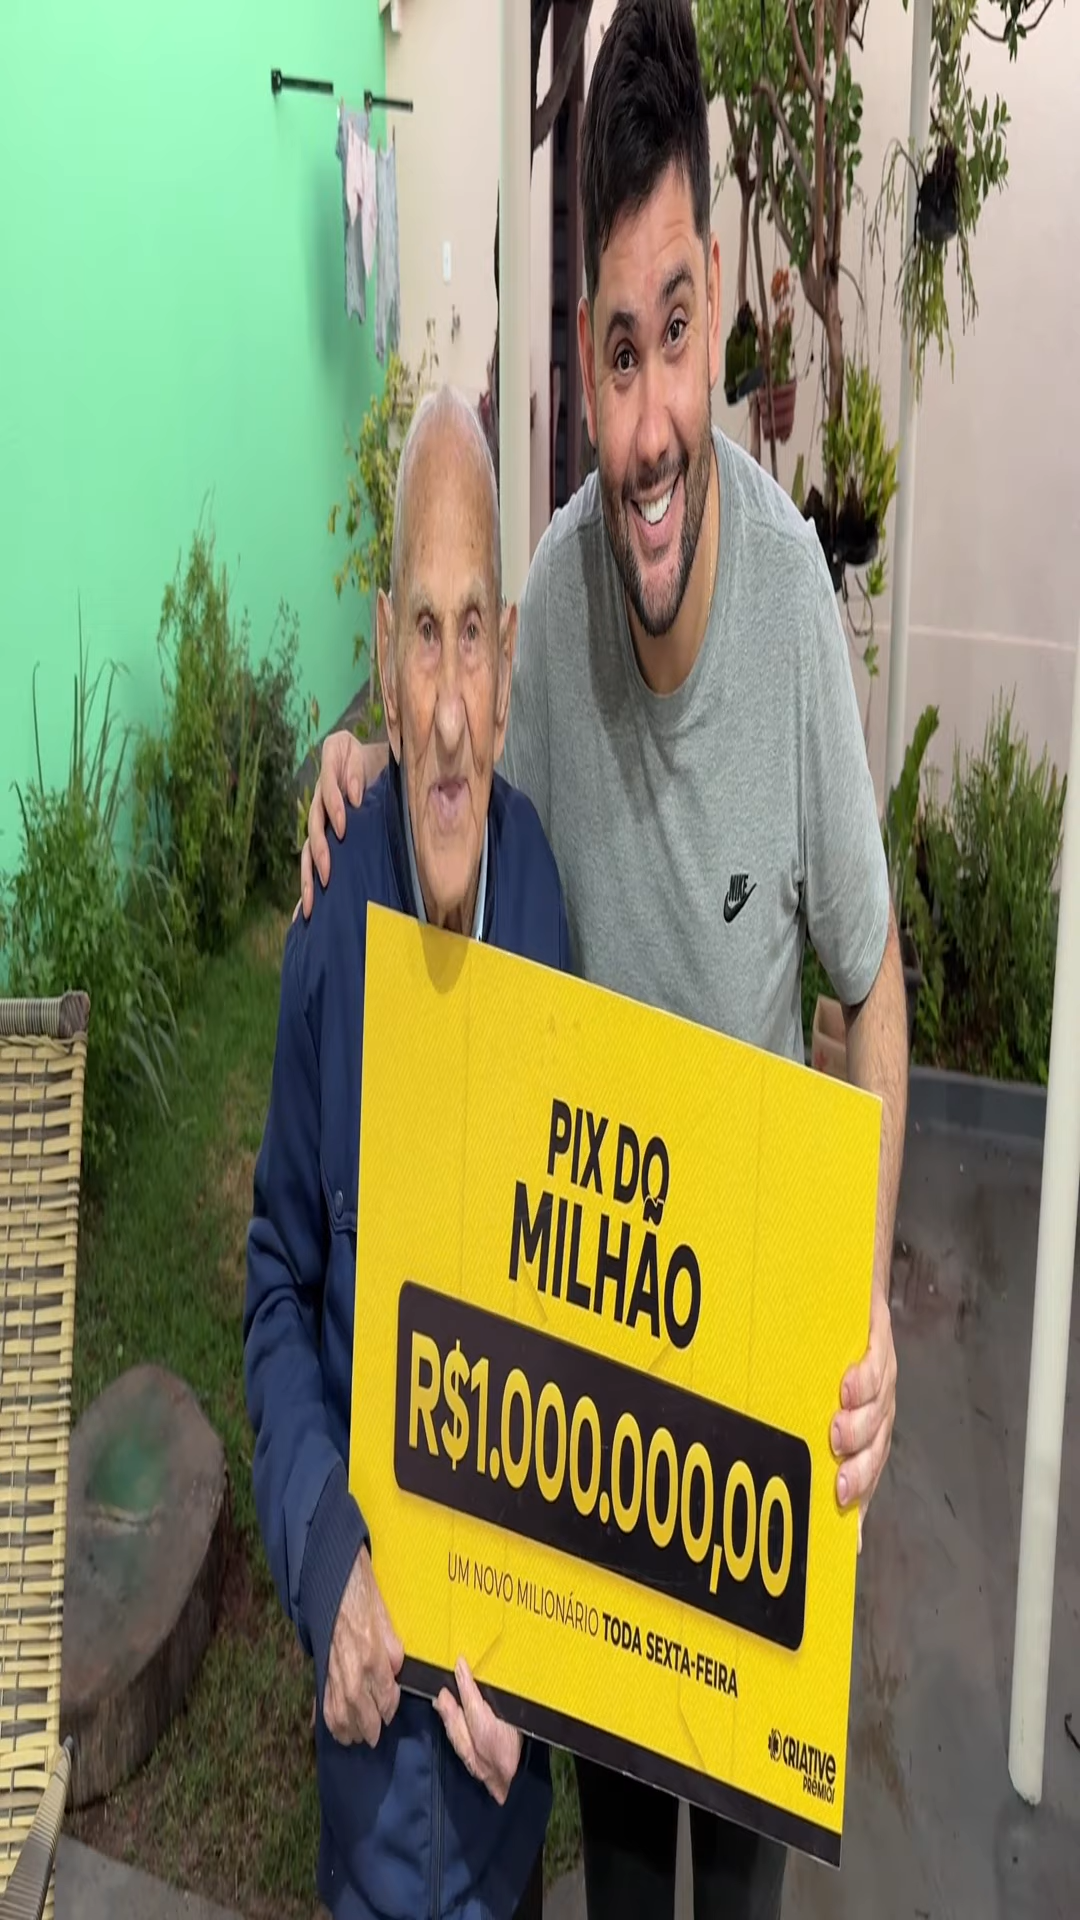 NIKE
PIX DO
MILHÃO
R$1.000.000,00
UM NOVO MILIONÁRIO TODA SEXTA-FEIRA
CRIATIVE
PRÊMIOS